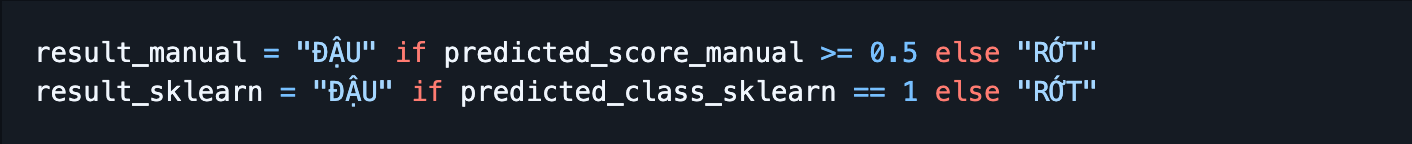 result_manual = "ĐẬU" if predicted_score_manual >= 0.5 else "RỚT"
result_sklearn = "ĐẬU" if predicted_class_sklearn == 1 else "RỚT"